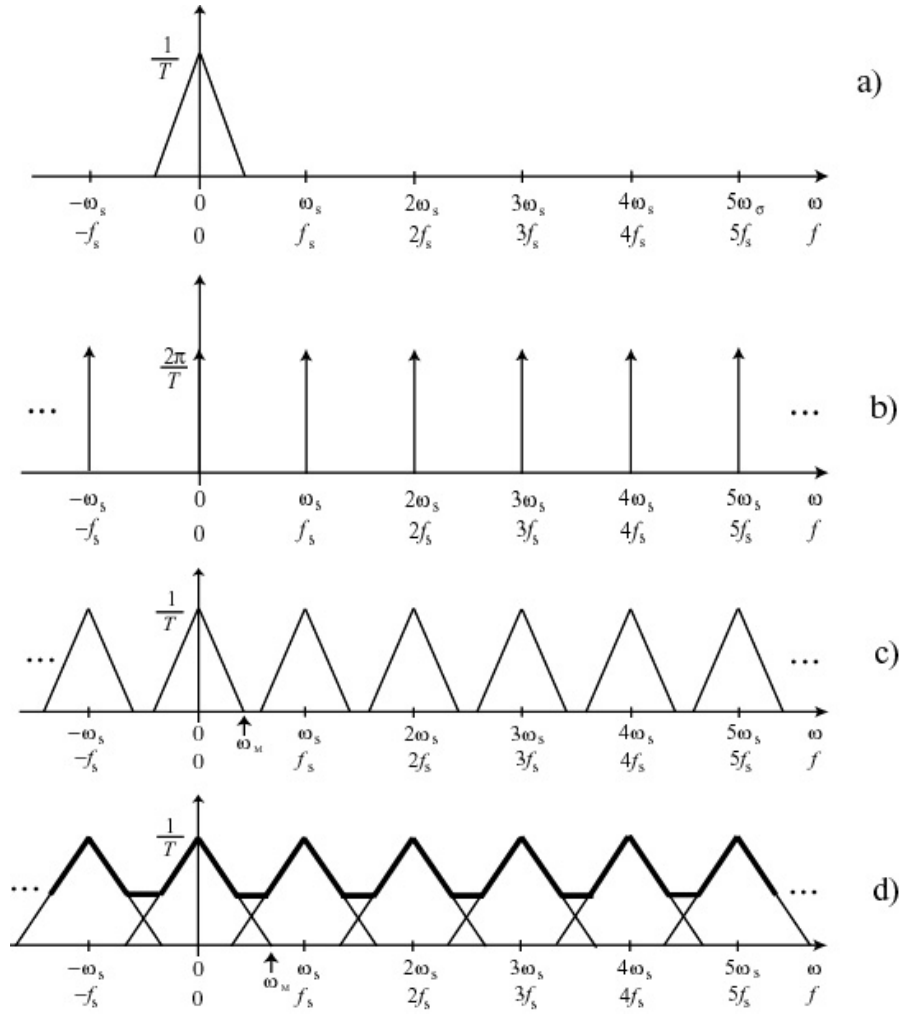 1/T
a)
−ωs 0 ωs 2ωs 3ωs 4ωs 5ωσ ω
−fs 0 fs 2fs 3fs 4fs 5fs f
2π/T
... ... b)
−ωs 0 ωs 2ωs 3ωs 4ωs 5ωs ω
−fs 0 fs 2fs 3fs 4fs 5fs f
1/T
... ... c)
−ωs 0 ωM ωs 2ωs 3ωs 4ωs 5ωs ω
−fs 0 fs 2fs 3fs 4fs 5fs f
1/T
... ... d)
−ωs 0 ωM ωs 2ωs 3ωs 4ωs 5ωs ω
−fs 0 fs 2fs 3fs 4fs 5fs f